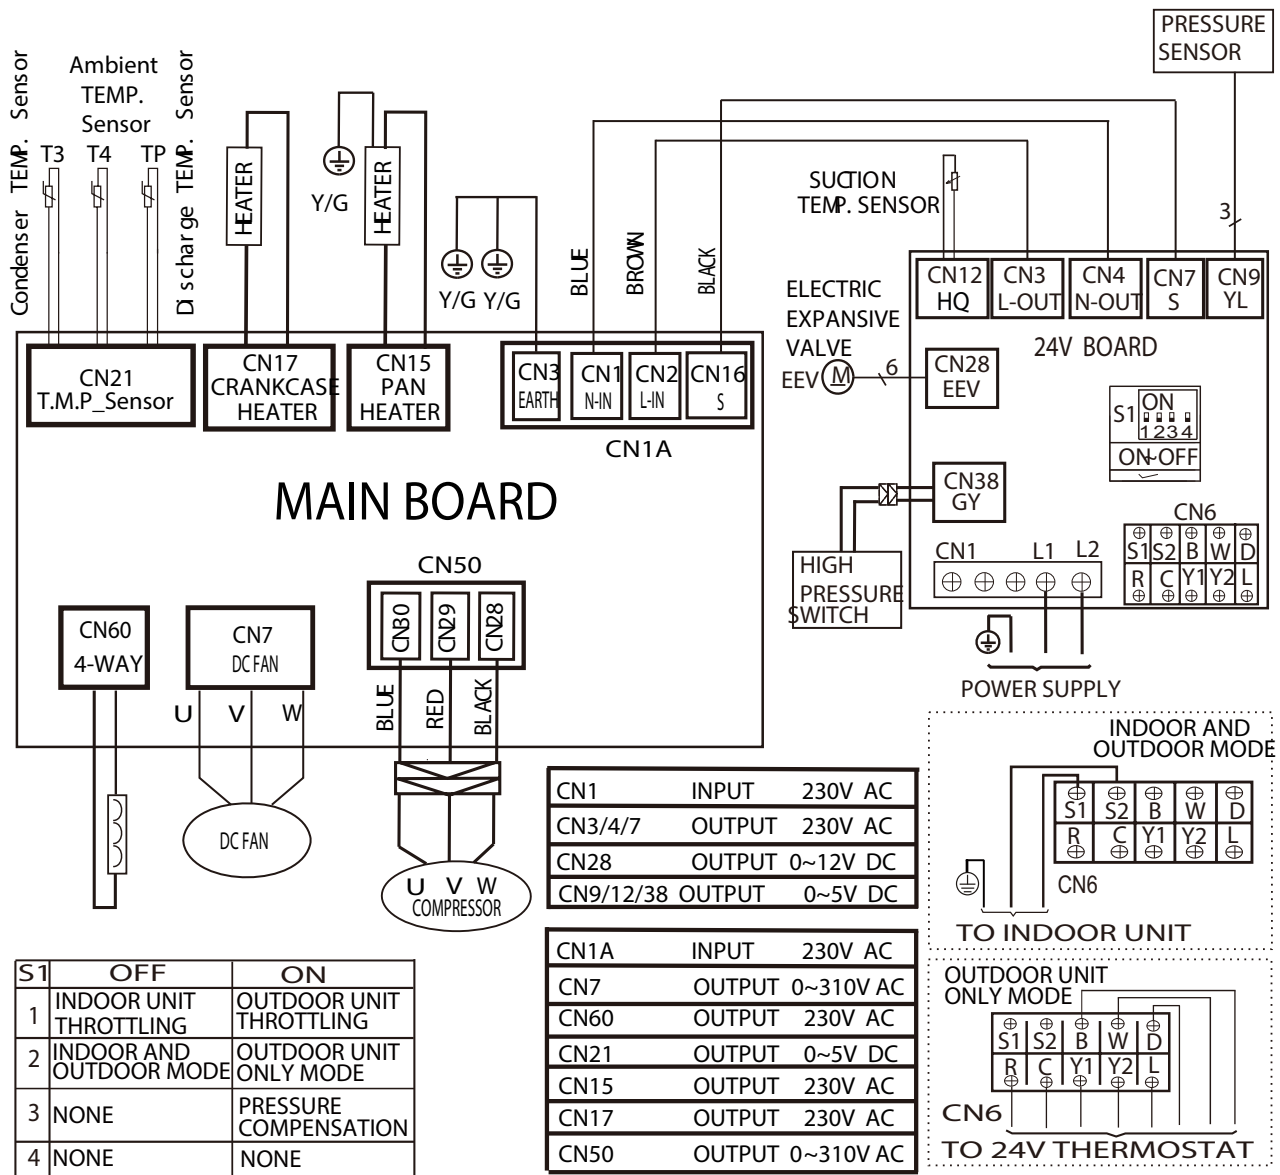 PRESSURE
SENSOR
Condenser TEMP. Sensor
Ambient
TEMP.
Sensor
Discharge TEMP. Sensor
T3 T4 TP
HEATER
HEATER
Y/G
Y/G Y/G
BLUE
BROWN
BLACK
SUCTION
TEMP. SENSOR
3
CN12
HQ
CN3
L-OUT
CN4
N-OUT
CN7
S
CN9
YL
ELECTRIC
EXPANSIVE
VALVE
EEV M 6
CN28
EEV
24V BOARD
S1 ON
1 2 3 4
ON~OFF
CN21
T.M.P_Sensor
CN17
CRANKCASE
HEATER
CN15
PAN
HEATER
CN3
EARTH
CN1
N-IN
CN2
L-IN
CN16
S
CN1A
MAIN BOARD
CN38
GY
HIGH
PRESSURE
SWITCH
CN1 L1 L2
CN6
S1 S2 B W D
R C Y1 Y2 L
POWER SUPPLY
CN50
CN30
CN29
CN28
CN60
4-WAY
CN7
DC FAN
U V W
BLUE
RED
BLACK
DC FAN
U V W
COMPRESSOR
CN1 INPUT 230V AC
CN3/4/7 OUTPUT 230V AC
CN28 OUTPUT 0~12V DC
CN9/12/38 OUTPUT 0~5V DC
CN1A INPUT 230V AC
CN7 OUTPUT 0~310V AC
CN60 OUTPUT 230V AC
CN21 OUTPUT 0~5V DC
CN15 OUTPUT 230V AC
CN17 OUTPUT 230V AC
CN50 OUTPUT 0~310V AC
S1 OFF ON
1 INDOOR UNIT THROTTLING OUTDOOR UNIT THROTTLING
2 INDOOR AND OUTDOOR MODE OUTDOOR UNIT ONLY MODE
3 NONE PRESSURE COMPENSATION
4 NONE NONE
INDOOR AND
OUTDOOR MODE
S1 S2 B W D
R C Y1 Y2 L
CN6
TO INDOOR UNIT
OUTDOOR UNIT
ONLY MODE
S1 S2 B W D
R C Y1 Y2 L
CN6
TO 24V THERMOSTAT